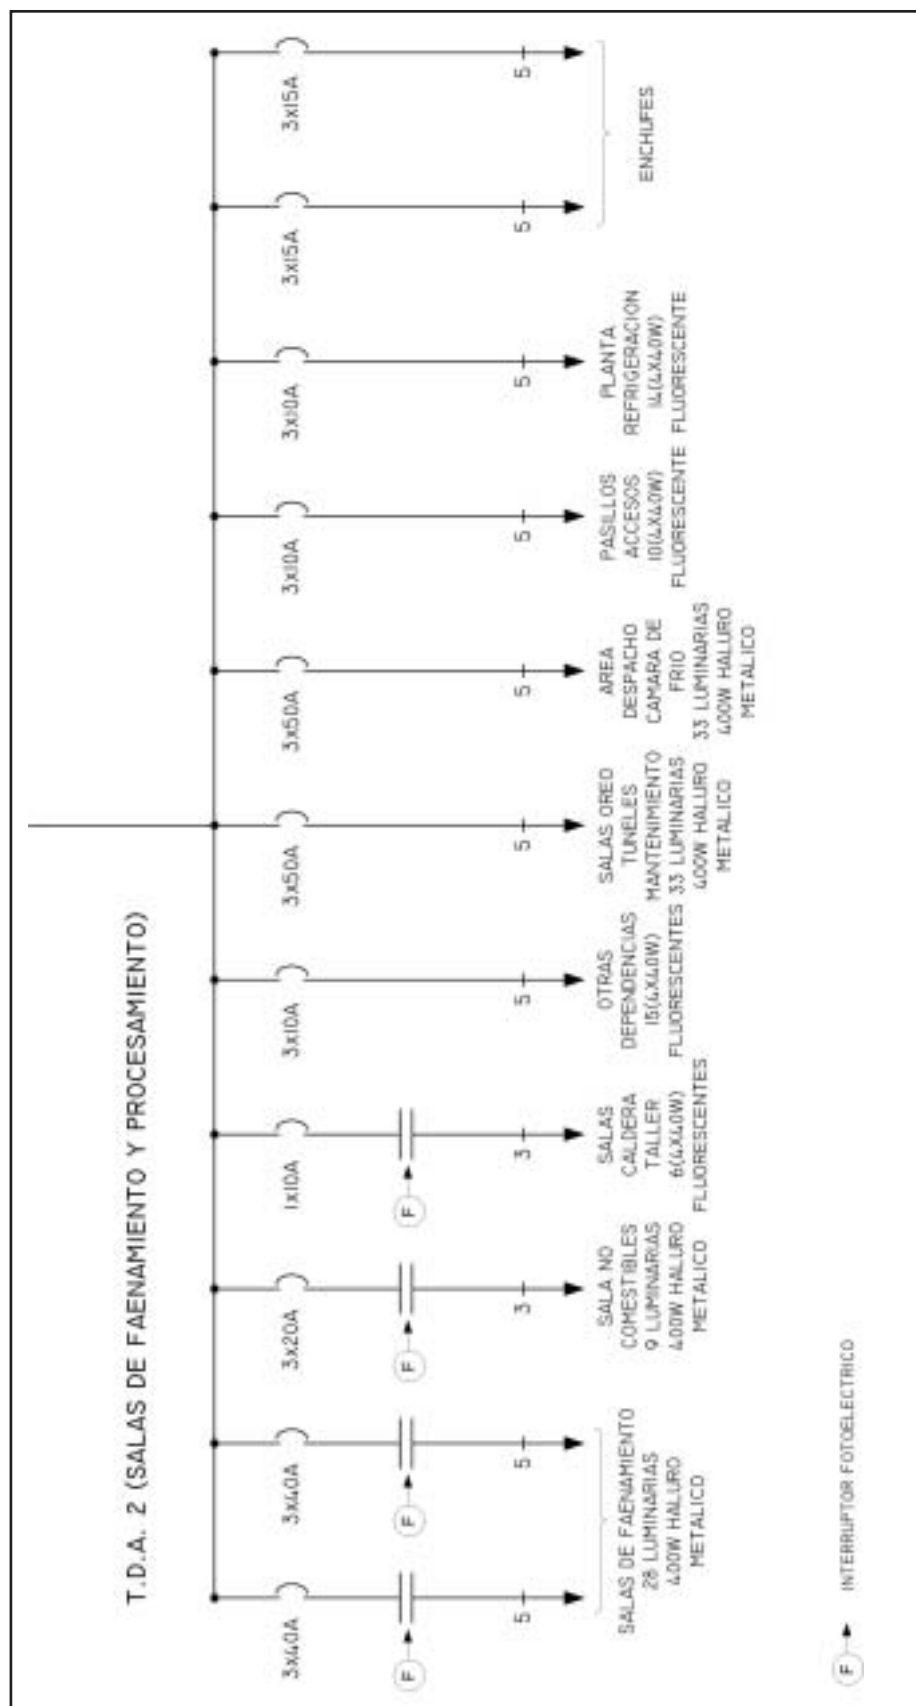 T.D.A. 2 (SALAS DE FAENAMIENTO Y PROCESAMIENTO)
3x40A
3x40A
3x20A
1x10A
3x10A
3x50A
3x50A
3x10A
3x10A
3x15A
3x15A
F
F
F
F
5
5
3
3
5
5
5
5
5
5
5
SALAS DE FAENAMIENTO
28 LUMINARIAS
400W HALURO
METALICO
SALA NO
COMESTIBLES
9 LUMINARIAS
400W HALURO
METALICO
SALAS
CALDERA
TALLER
6(4X40W)
FLUORESCENTES
OTRAS
DEPENDENCIAS
15(4X40W)
FLUORESCENTES
SALAS OREO
TUNELES
MANTENIMIENTO
33 LUMINARIAS
400W HALURO
METALICO
AREA
DESPACHO
CAMARA DE
FRIO
33 LUMINARIAS
400W HALURO
METALICO
PASILLOS
ACCESOS
10(4X40W)
FLUORESCENTE
PLANTA
REFRIGERACION
14(4X40W)
FLUORESCENTE
ENCHUFES
F INTERRUPTOR FOTOELECTRICO